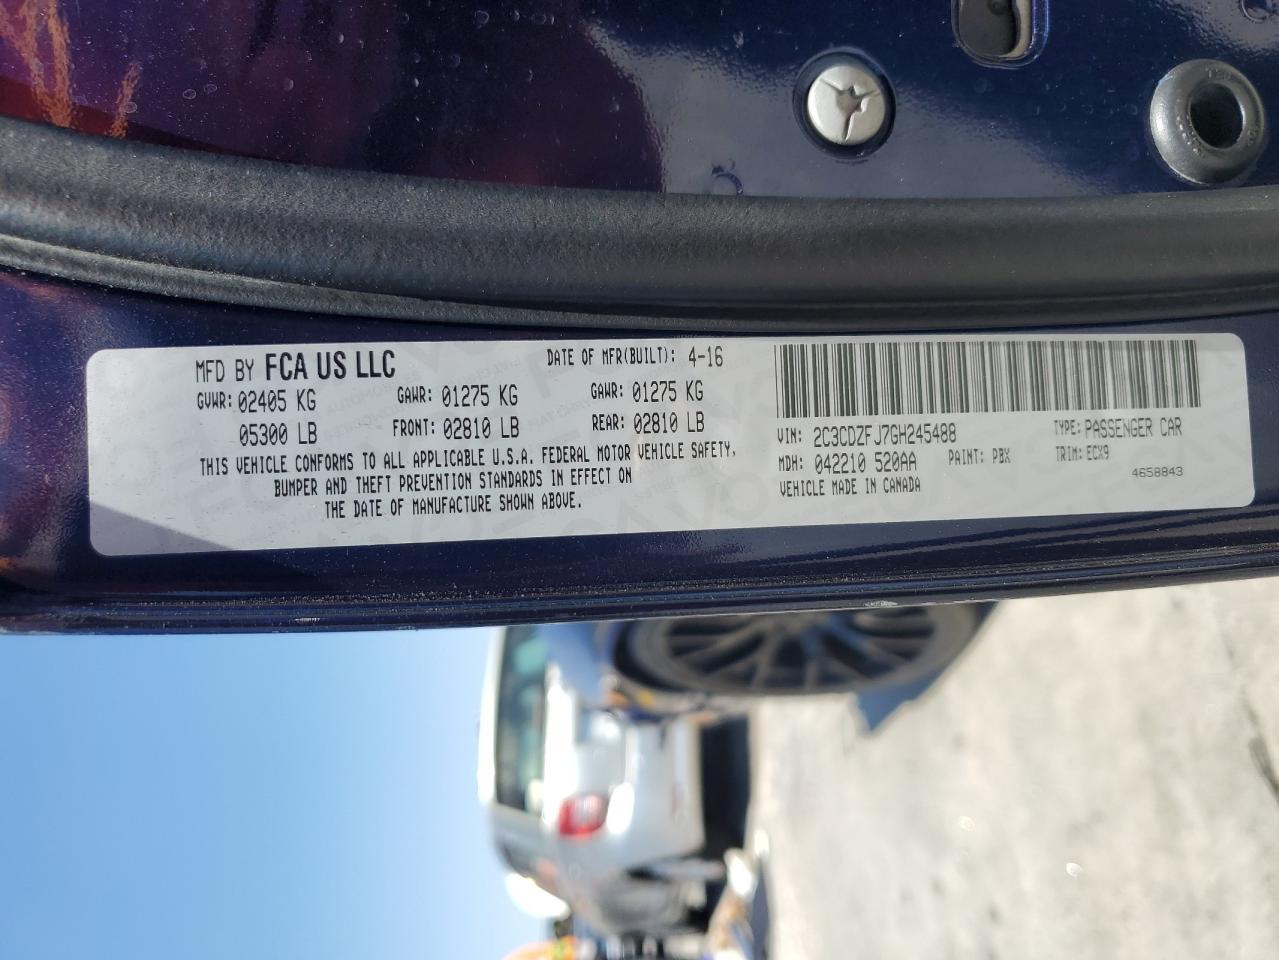 MFD BY FCA US LLC DATE OF MFR(BUILT): 4-16
GVWR: 02405 KG GAWR: 01275 KG GAWR: 01275 KG
05300 LB FRONT: 02810 LB REAR: 02810 LB
THIS VEHICLE CONFORMS TO ALL APPLICABLE U.S.A. FEDERAL MOTOR VEHICLE SAFETY,
BUMPER AND THEFT PREVENTION STANDARDS IN EFFECT ON
THE DATE OF MANUFACTURE SHOWN ABOVE.
VIN: 2C3CDZFJ7GH245488 TYPE: PASSENGER CAR
MDH: 042210 520AA PAINT: PBX TRIM: ECX9
VEHICLE MADE IN CANADA 4658843